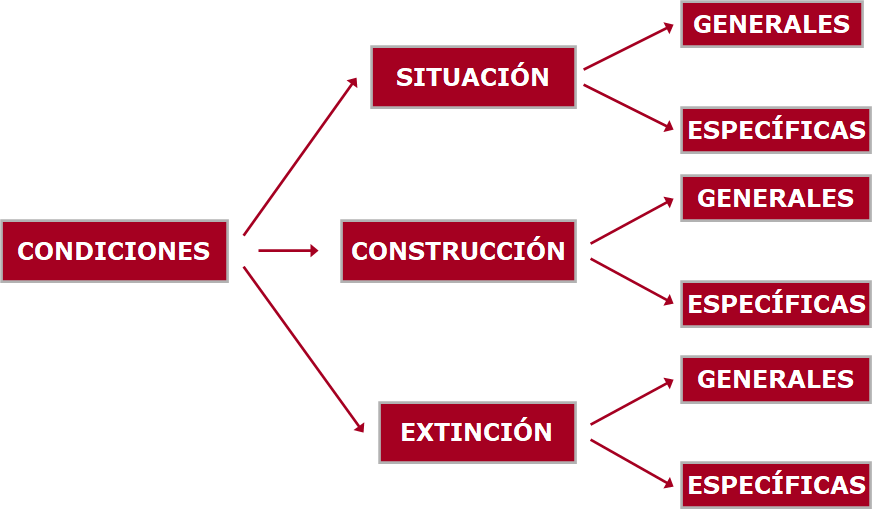 CONDICIONES
SITUACIÓN
GENERALES
ESPECÍFICAS
CONSTRUCCIÓN
GENERALES
ESPECÍFICAS
EXTINCIÓN
GENERALES
ESPECÍFICAS